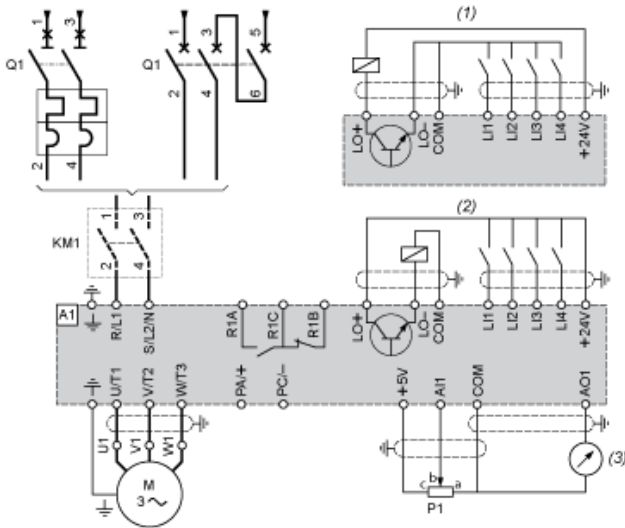 (1)
1 3 1 3 5
Q1 Q1
2 4 2 4 6
LO+ LO- COM LI1 LI2 LI3 LI4 +24V
(2)
1 3
KM1
2 4
A1
R/L1 S/L2/N R1A R1C R1B LO+ LO- COM LI1 LI2 LI3 LI4 +24V
U/T1 V/T2 W/T3 PA/+ PC/– +5V AI1 COM AO1
U1 V1 W1
(3)
c b a
P1
M
3 ~